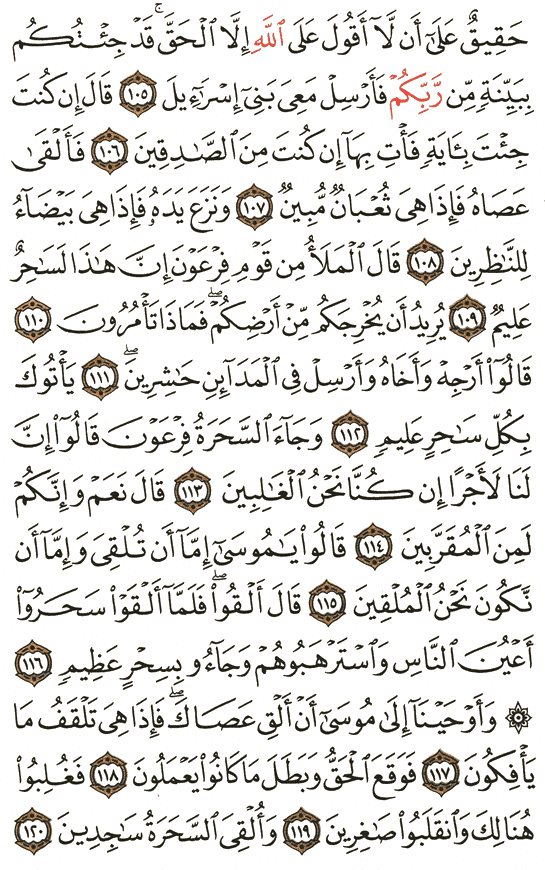 حَقِيقٌ عَلَىٰٓ أَن لَّآ أَقُولَ عَلَى ٱللَّهِ إِلَّا ٱلْحَقَّ ۚ قَدْ جِئْتُكُم
بِبَيِّنَةٍ مِّن رَّبِّكُمْ فَأَرْسِلْ مَعِىَ بَنِىٓ إِسْرَٰٓءِيلَ ١٠٥ قَالَ إِن كُنتَ
جِئْتَ بِـَٔايَةٍ فَأْتِ بِهَآ إِن كُنتَ مِنَ ٱلصَّـٰدِقِينَ ١٠٦ فَأَلْقَىٰ
عَصَاهُ فَإِذَا هِىَ ثُعْبَانٌ مُّبِينٌ ١٠٧ وَنَزَعَ يَدَهُۥ فَإِذَا هِىَ بَيْضَآءُ
لِلنَّـٰظِرِينَ ١٠٨ قَالَ ٱلْمَلَأُ مِن قَوْمِ فِرْعَوْنَ إِنَّ هَـٰذَا لَسَـٰحِرٌ
عَلِيمٌ ١٠٩ يُرِيدُ أَن يُخْرِجَكُم مِّنْ أَرْضِكُمْ ۖ فَمَاذَا تَأْمُرُونَ ١١٠
قَالُوٓا۟ أَرْجِهْ وَأَخَاهُ وَأَرْسِلْ فِى ٱلْمَدَآئِنِ حَـٰشِرِينَ ۖ ١١١ يَأْتُوكَ
بِكُلِّ سَـٰحِرٍ عَلِيمٍ ١١٢ وَجَآءَ ٱلسَّحَرَةُ فِرْعَوْنَ قَالُوٓا۟ إِنَّ
لَنَا لَأَجْرًا إِن كُنَّا نَحْنُ ٱلْغَـٰلِبِينَ ١١٣ قَالَ نَعَمْ وَإِنَّكُمْ
لَمِنَ ٱلْمُقَرَّبِينَ ١١٤ قَالُوا۟ يَـٰمُوسَىٰٓ إِمَّآ أَن تُلْقِىَ وَإِمَّآ أَن
نَّكُونَ نَحْنُ ٱلْمُلْقِينَ ١١٥ قَالَ أَلْقُوا۟ ۖ فَلَمَّآ أَلْقَوْا۟ سَحَرُوٓا۟
أَعْيُنَ ٱلنَّاسِ وَٱسْتَرْهَبُوهُمْ وَجَآءُو بِسِحْرٍ عَظِيمٍ ١١٦
۞ وَأَوْحَيْنَآ إِلَىٰ مُوسَىٰٓ أَنْ أَلْقِ عَصَاكَ ۖ فَإِذَا هِىَ تَلْقَفُ مَا
يَأْفِكُونَ ١١٧ فَوَقَعَ ٱلْحَقُّ وَبَطَلَ مَا كَانُوا۟ يَعْمَلُونَ ١١٨ فَغُلِبُوا۟
هُنَالِكَ وَٱنقَلَبُوا۟ صَـٰغِرِينَ ١١٩ وَأُلْقِىَ ٱلسَّحَرَةُ سَـٰجِدِينَ ١٢٠